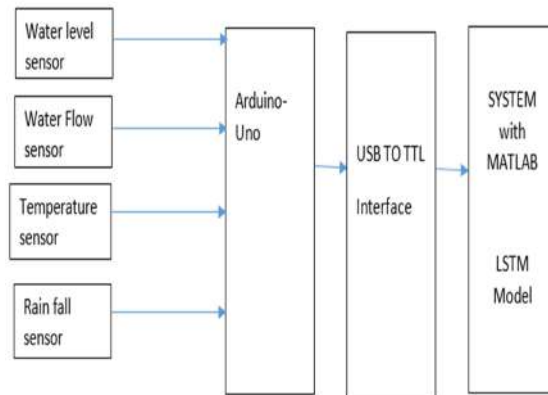 Water level
sensor
Water Flow
sensor
Temperature
sensor
Rain fall
sensor
Arduino-
Uno
USB TO TTL
Interface
SYSTEM
with
MATLAB
LSTM
Model